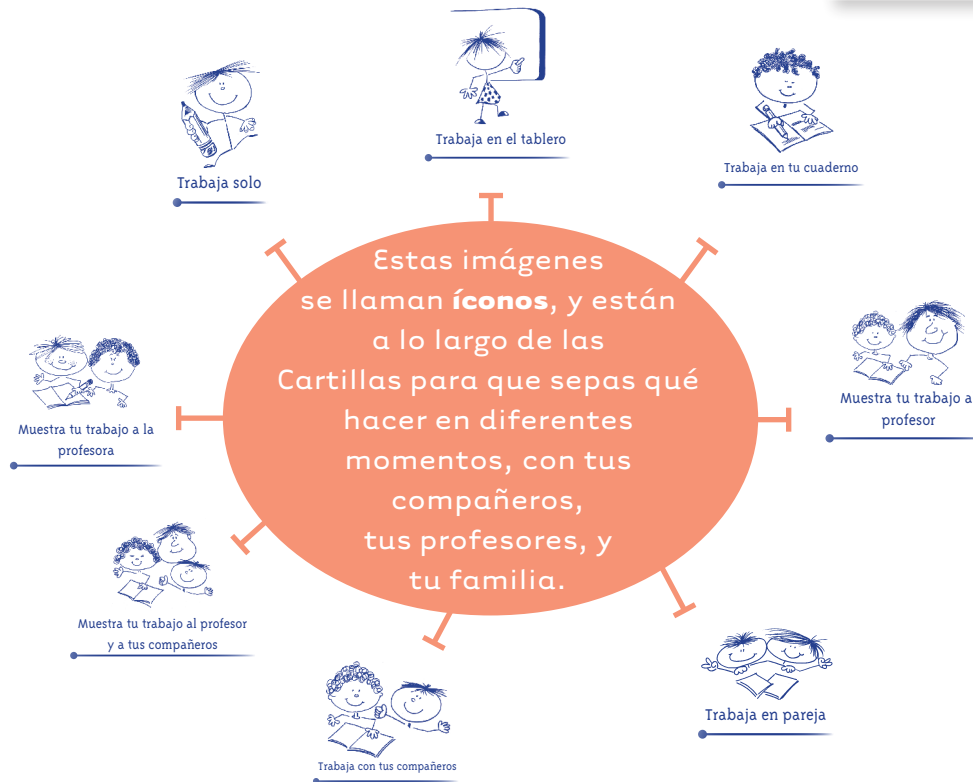 Trabaja en el tablero
Trabaja en tu cuaderno
Trabaja solo
Estas imágenes
se llaman íconos, y están
a lo largo de las
Cartillas para que sepas qué
hacer en diferentes
momentos, con tus
compañeros,
tus profesores, y
tu familia.
Muestra tu trabajo al
profesor
Muestra tu trabajo a la
profesora
Muestra tu trabajo al profesor
y a tus compañeros
Trabaja en pareja
Trabaja con tus compañeros